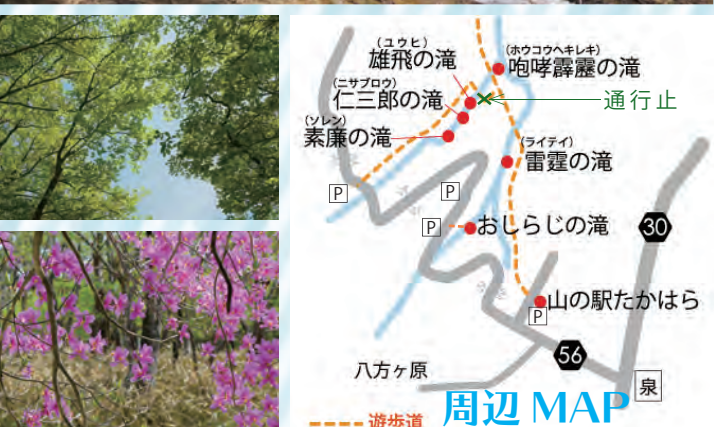 (ユウヒ)
雄飛の滝
(ホウコウヘキレキ)
咆哮霹靂の滝
(ニサブロウ)
仁三郎の滝
通行止
(ソレン)
素廉の滝
(ライテイ)
雷霆の滝
P
P
P
おしらじの滝
30
山の駅たかはら
P
56
八方ヶ原
泉
周辺 MAP
遊歩道